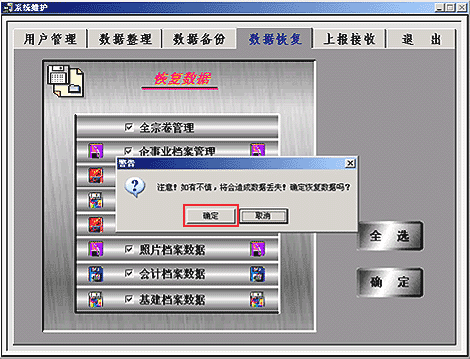 系统维护
用户管理 数据整理 数据备份 数据恢复 上报接收 退 出
恢复数据
全宗卷管理
企事业档案管理
警告
注意！如有不慎，将会造成数据丢失！确定恢复数据吗？
确定 取消
全 选
照片档案数据
会计档案数据
确 定
基建档案数据